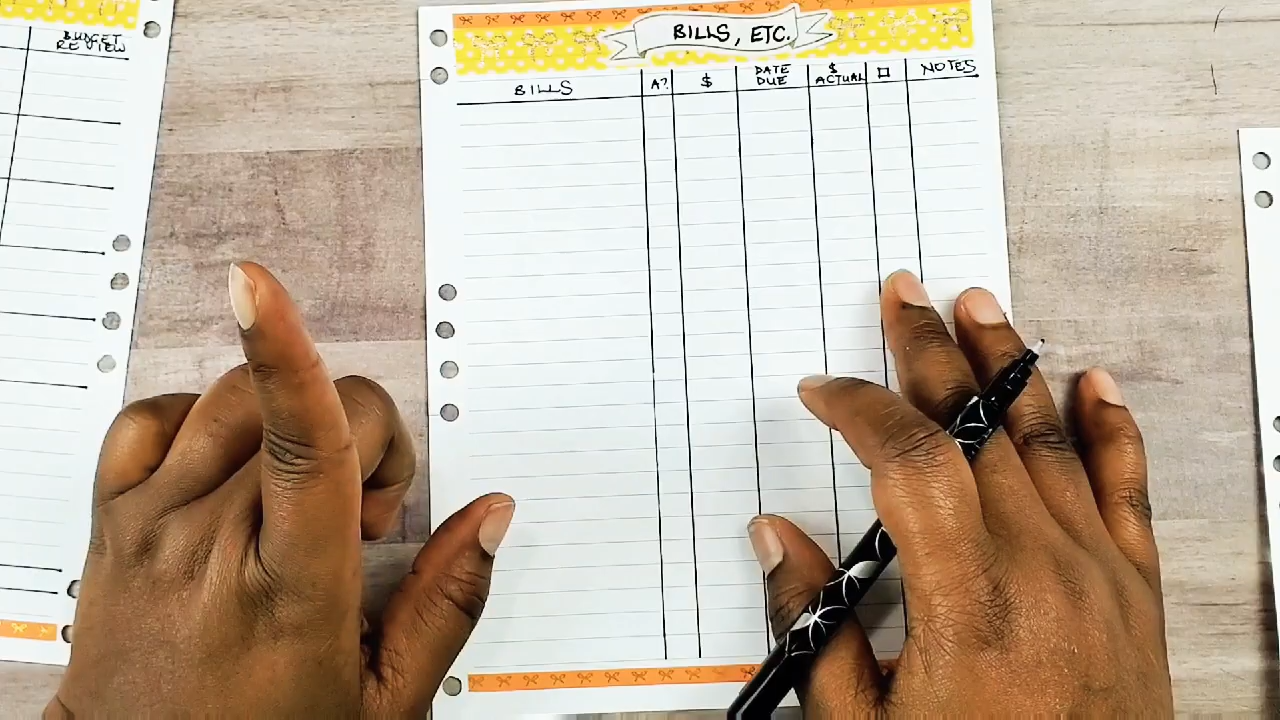 BUDGET
REVIEW
BILLS, ETC.
BILLS
A?
$
DATE
DUE
$
ACTUAL
NOTES